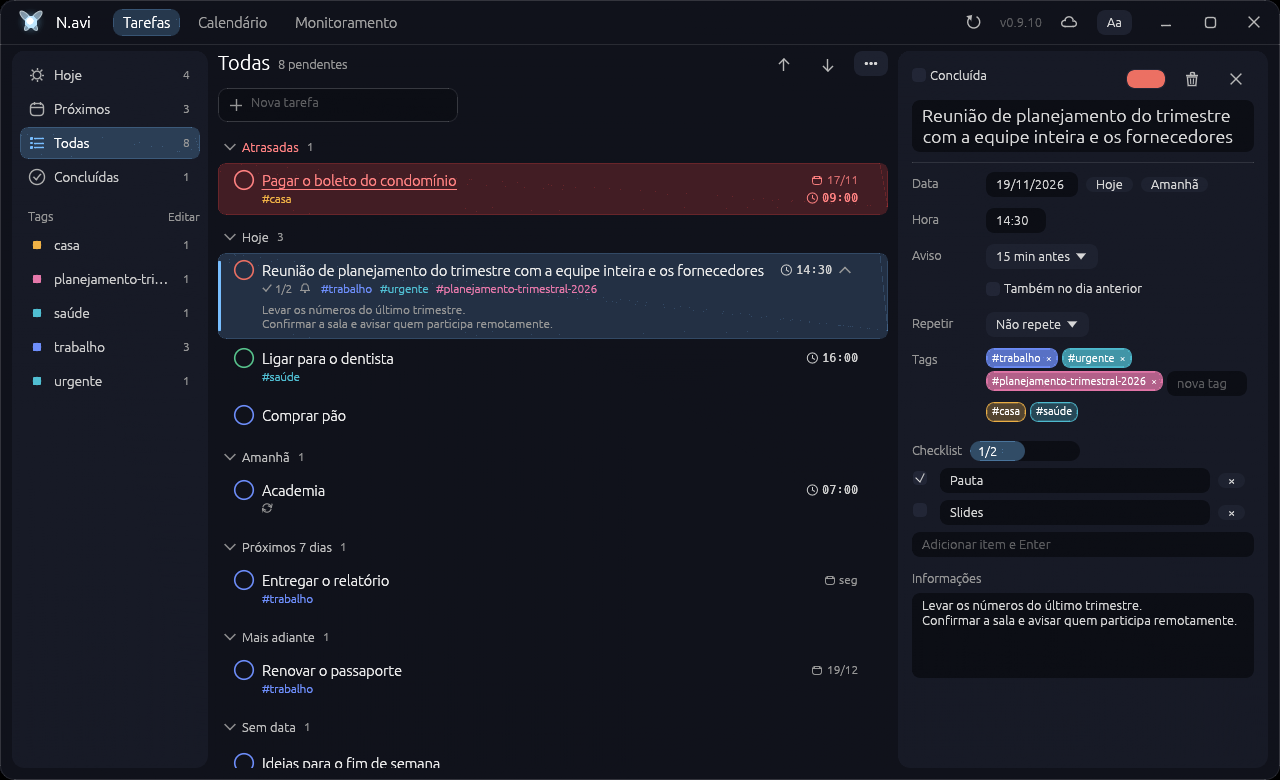 N.avi Tarefas Calendário Monitoramento v0.9.10 Aa
Hoje 4
Próximos 3
Todas 8
Concluídas 1
Tags Editar
casa 1
planejamento-tri... 1
saúde 1
trabalho 3
urgente 1
Todas 8 pendentes
Nova tarefa
Atrasadas 1
Pagar o boleto do condomínio 17/11
#casa 09:00
Hoje 3
Reunião de planejamento do trimestre com a equipe inteira e os fornecedores 14:30
1/2 #trabalho #urgente #planejamento-trimestral-2026
Levar os números do último trimestre.
Confirmar a sala e avisar quem participa remotamente.
Ligar para o dentista 16:00
#saúde
Comprar pão
Amanhã 1
Academia 07:00
Próximos 7 dias 1
Entregar o relatório seg
#trabalho
Mais adiante 1
Renovar o passaporte 19/12
#trabalho
Sem data 1
Ideias para o fim de semana
Concluída
Reunião de planejamento do trimestre
com a equipe inteira e os fornecedores
Data 19/11/2026 Hoje Amanhã
Hora 14:30
Aviso 15 min antes
Também no dia anterior
Repetir Não repete
Tags #trabalho × #urgente ×
#planejamento-trimestral-2026 × nova tag
#casa #saúde
Checklist 1/2
Pauta ×
Slides ×
Adicionar item e Enter
Informações
Levar os números do último trimestre.
Confirmar a sala e avisar quem participa remotamente.